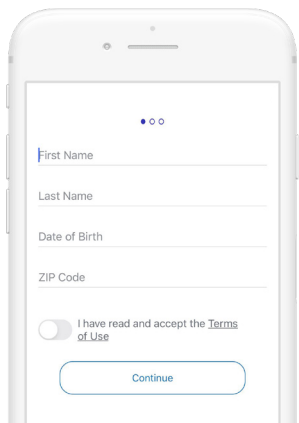 First Name
Last Name
Date of Birth
ZIP Code
I have read and accept the Terms
of Use
Continue